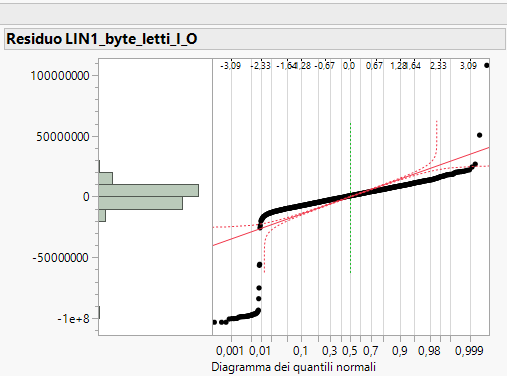 Residuo LIN1_byte_letti_I_O
-3.09 -2.33 -1.64 -1.28 -0.67 0,0 0.67 1.28 1.64 2.33 3.09
100000000
50000000
0
-50000000
-1e+8
0,001 0,01 0,1 0,3 0,5 0,7 0,9 0,98 0,999
Diagramma dei quantili normali